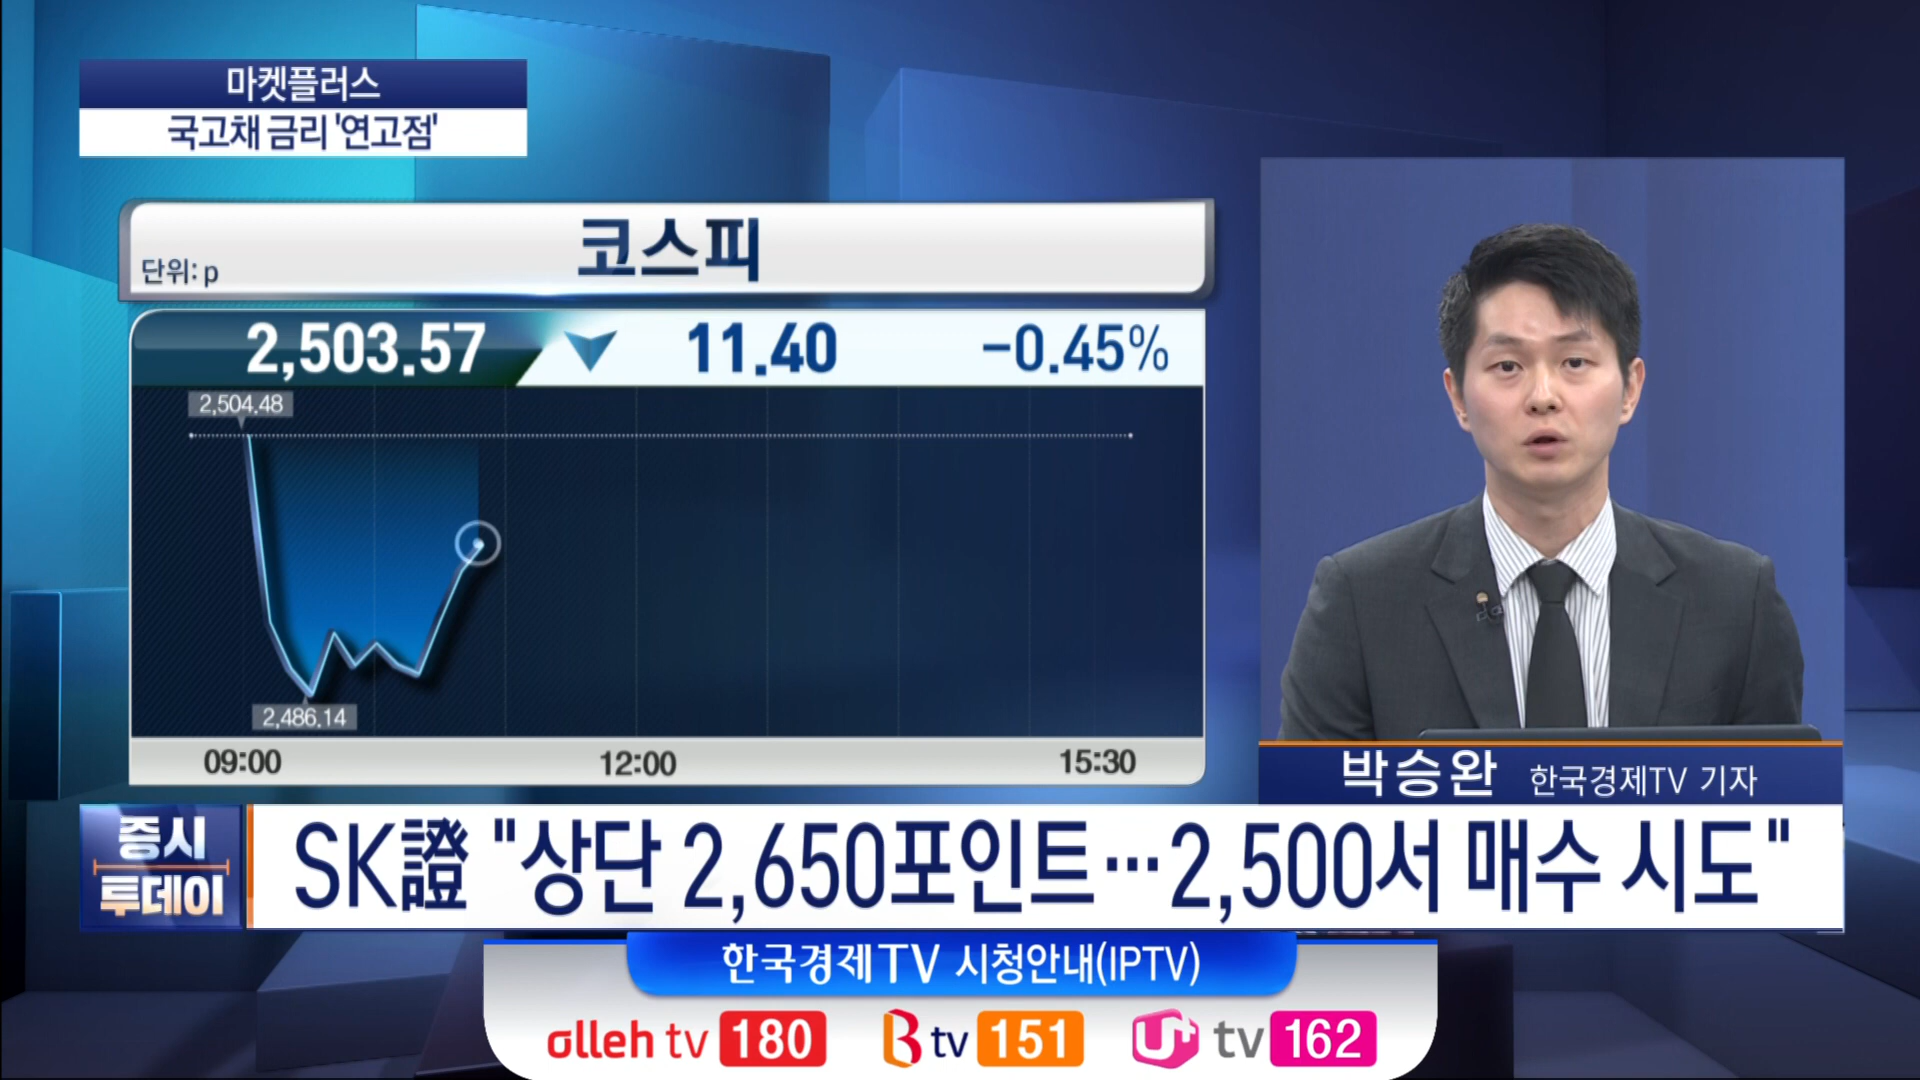 마켓플러스
국고채 금리 '연고점'
코스피
단위: p
2,503.57 11.40 -0.45%
2,504.48
2,486.14
09:00 12:00 15:30
박승완 한국경제TV 기자
증시
투데이
SK證 "상단 2,650포인트…2,500서 매수 시도"
한국경제TV 시청안내(IPTV)
olleh tv 180 B tv 151 U+ tv 162